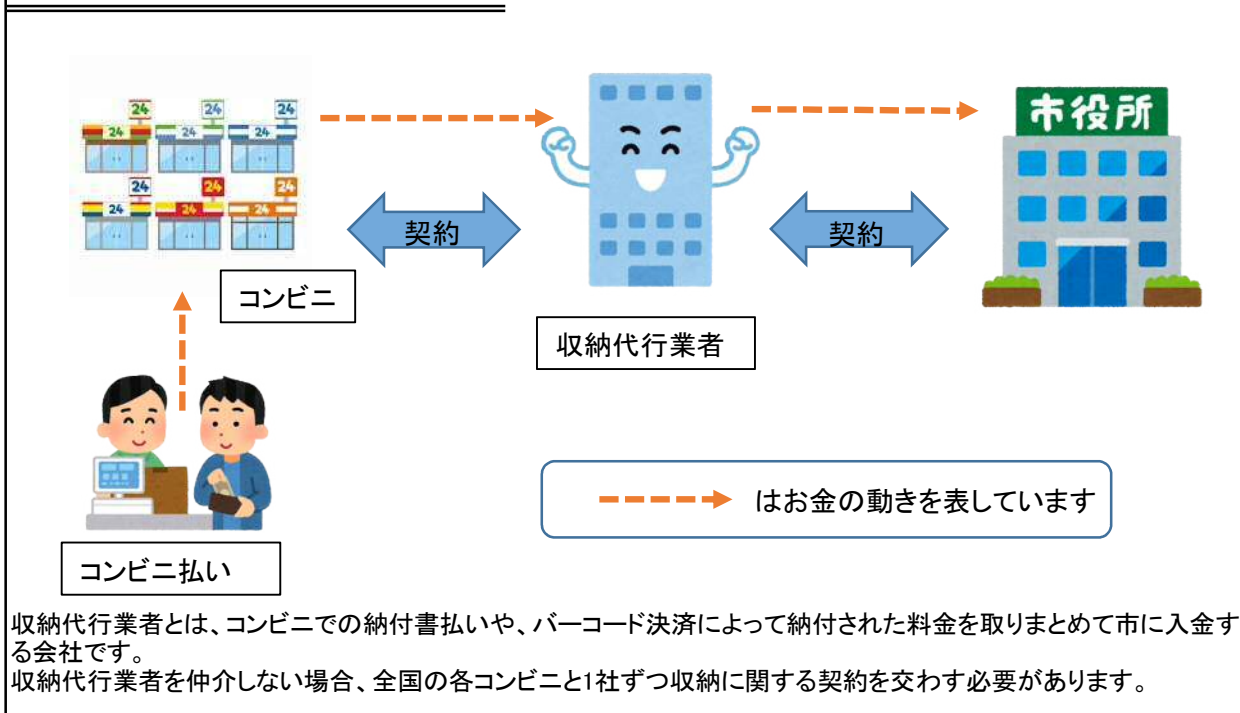 24 24 24
24 24 24
24 24 24
24 24 24
市役所
契約
契約
コンビニ
収納代行業者
はお金の動きを表しています
コンビニ払い
収納代行業者とは、コンビニでの納付書払いや、バーコード決済によって納付された料金を取りまとめて市に入金す
る会社です。
収納代行業者を仲介しない場合、全国の各コンビニと1社ずつ収納に関する契約を交わす必要があります。